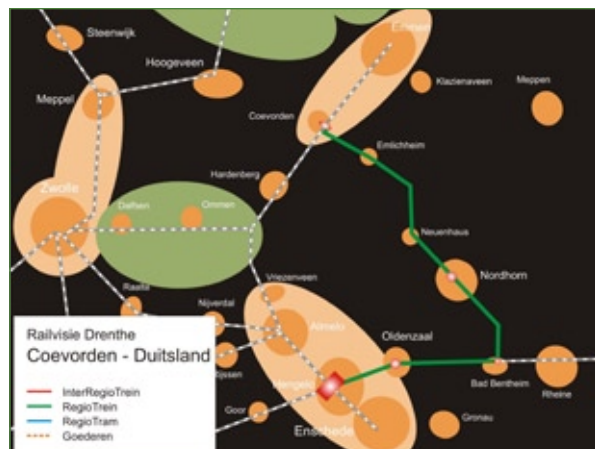 Steenwijk
Emmen
Hoogeveen
Klazienaveen
Meppen
Meppel
Coevorden
Emlichheim
Hardenberg
Zwolle
Dalfsen
Ommen
Neuenhaus
Nordhorn
Vriezenveen
Raalte
Nijverdal
Almelo
Oldenzaal
Rijssen
Hengelo
Bad Bentheim
Rheine
Goor
Gronau
Enschede
Railvisie Drenthe
Coevorden - Duitsland
InterRegioTrein
RegioTrein
RegioTram
Goederen